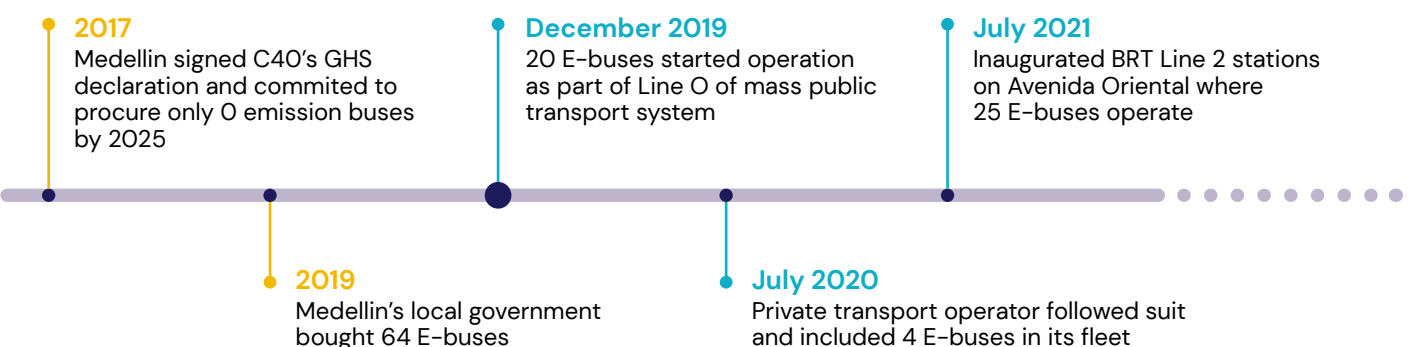 2017
Medellin signed C40's GHS
declaration and commited to
procure only 0 emission buses
by 2025
December 2019
20 E-buses started operation
as part of Line O of mass public
transport system
July 2021
Inaugurated BRT Line 2 stations
on Avenida Oriental where
25 E-buses operate
2019
Medellin's local government
bought 64 E-buses
July 2020
Private transport operator followed suit
and included 4 E-buses in its fleet